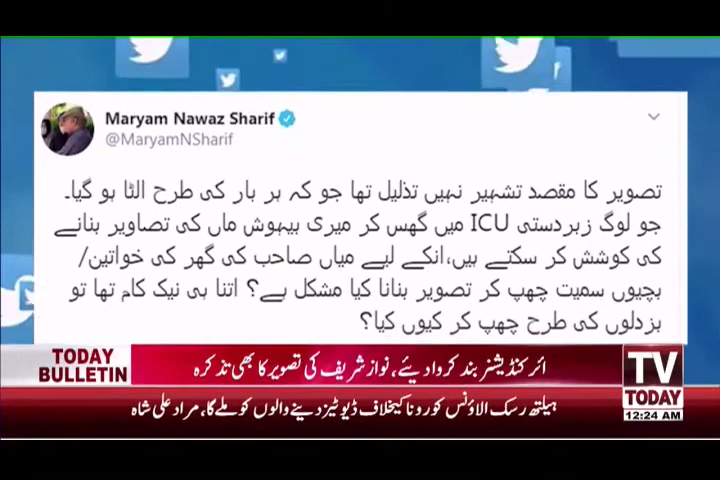 Maryam Nawaz Sharif
@MaryamNSharif
تصویر کا مقصد تشہیر نہیں تذلیل تھا جو کہ ہر بار کی طرح الٹا ہو گیا۔
جو لوگ زبردستی ICU میں گھس کر میری بیہوش ماں کی تصاویر بنانے
کی کوشش کر سکتے ہیں،انکے لیے میاں صاحب کی گھر کی خواتین/
بچیوں سمیت چھپ کر تصویر بنانا کیا مشکل ہے؟ اتنا ہی نیک کام تھا تو
بزدلوں کی طرح چھپ کر کیوں کیا؟
TODAY
BULLETIN
ائر کنڈیشنر بند کروا دیئے، نواز شریف کی تصویر کا بھی تذکرہ
TV
TODAY
12:24 AM
ہیلتھ رسک الاؤنس کورونا کیخلاف ڈیوٹیز دینے والوں کو ملے گا، مراد علی شاہ